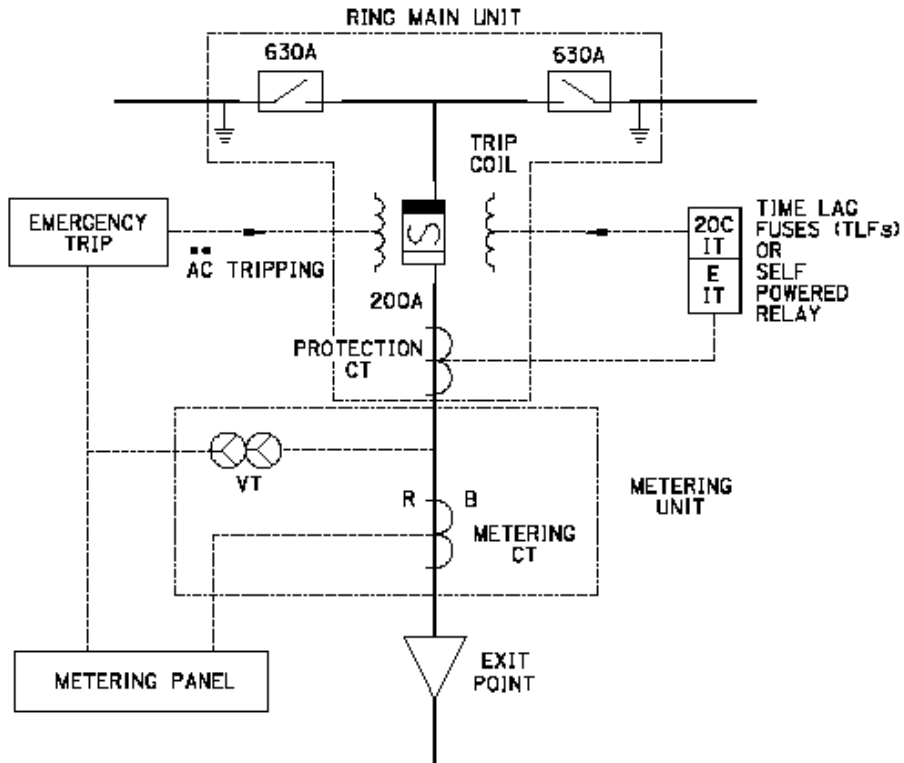 RING MAIN UNIT
630A
630A
TRIP
COIL
EMERGENCY
TRIP
AC TRIPPING
200A
20C
IT
E
IT
TIME LAG
FUSES (TLFs)
OR
SELF
POWERED
RELAY
PROTECTION
CT
VT
R
B
METERING
CT
METERING
UNIT
METERING PANEL
EXIT
POINT